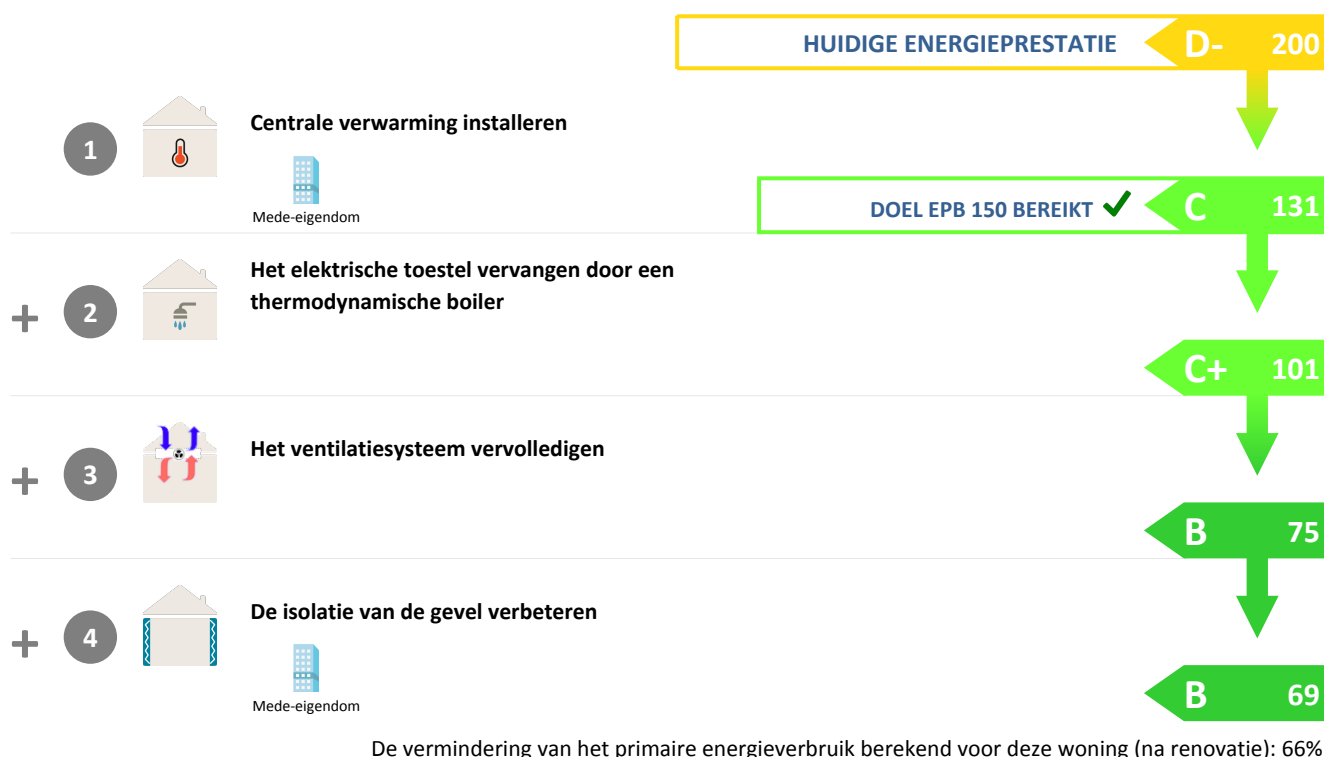 HUIDIGE ENERGIEPRESTATIE D- 200
1 Centrale verwarming installeren
Mede-eigendom
DOEL EPB 150 BEREIKT C 131
+ 2 Het elektrische toestel vervangen door een
thermodynamische boiler
C+ 101
+ 3 Het ventilatiesysteem vervolledigen
B 75
+ 4 De isolatie van de gevel verbeteren
Mede-eigendom
B 69
De vermindering van het primaire energieverbruik berekend voor deze woning (na renovatie): 66%